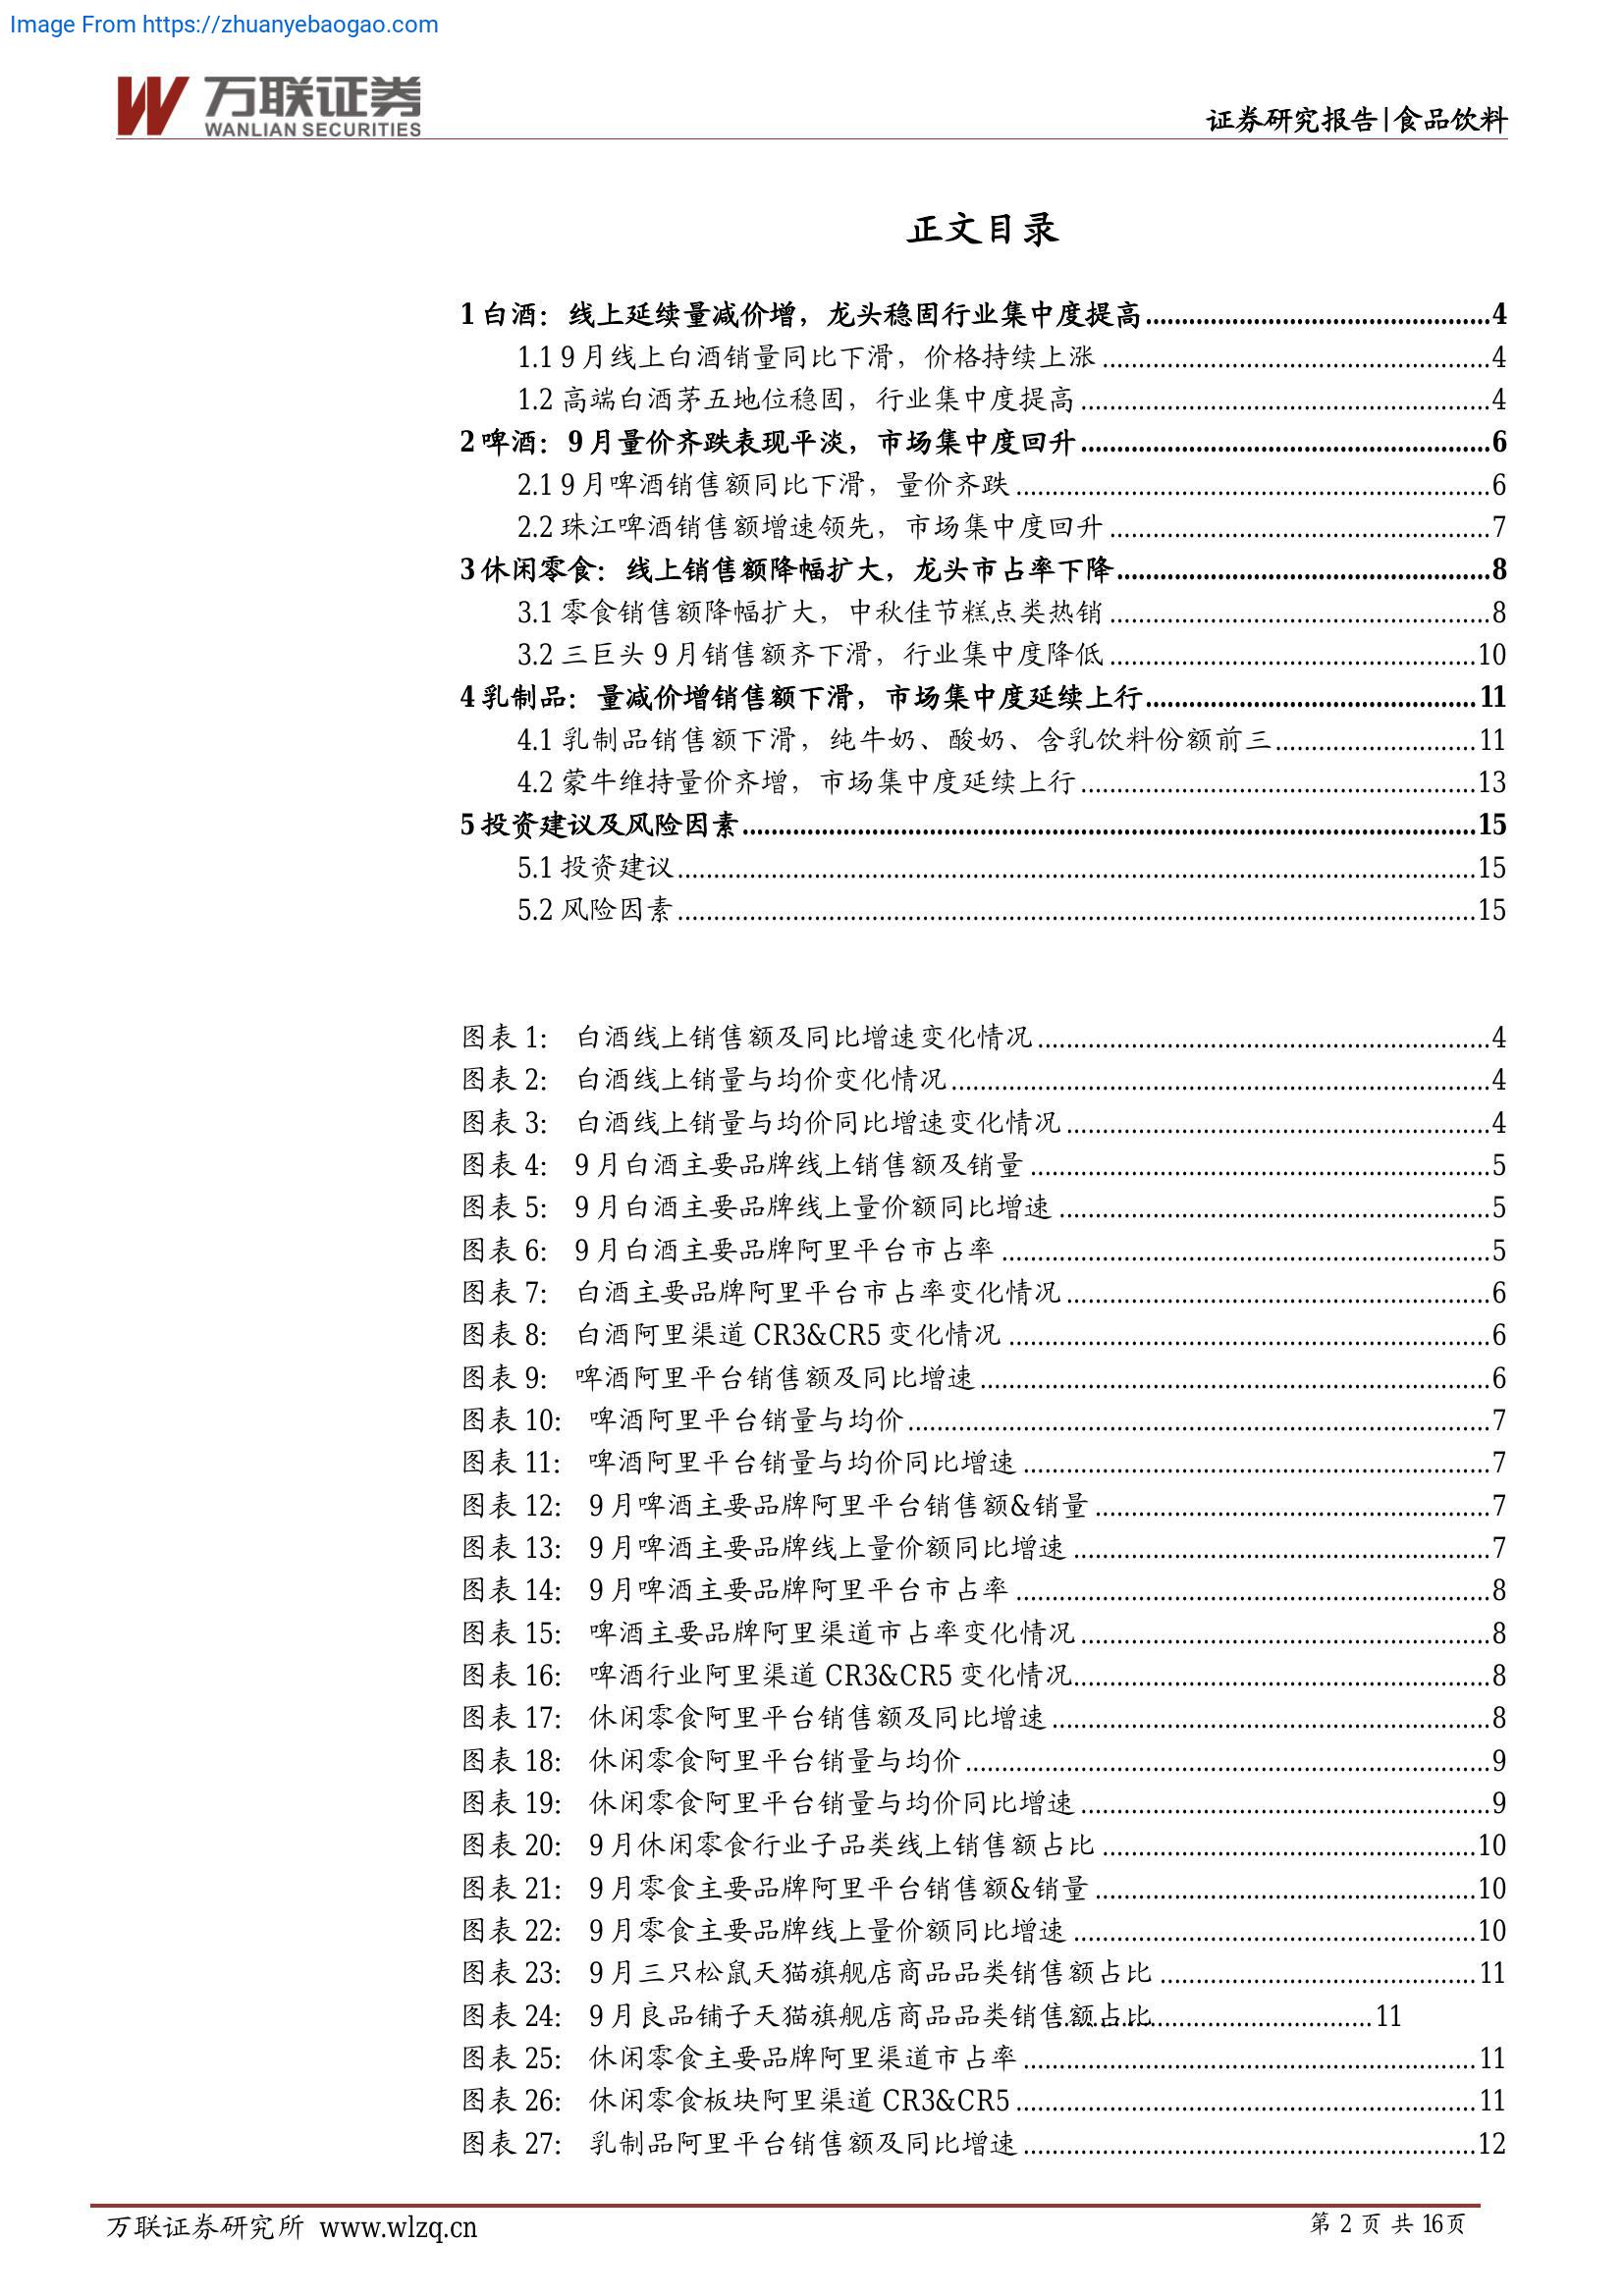 Image From https://zhuanyebaogao.com
万联证券
WANLIAN SECURITIES
证券研究报告|食品饮料
正文目录
1 白酒：线上延续量减价增，龙头稳固行业集中度提高................4
1.1 9 月线上白酒销量同比下滑，价格持续上涨................4
1.2 高端白酒茅五地位稳固，行业集中度提高................4
2 啤酒：9 月量价齐跌表现平淡，市场集中度回升................6
2.1 9 月啤酒销售额同比下滑，量价齐跌................6
2.2 珠江啤酒销售额增速领先，市场集中度回升................7
3 休闲零食：线上销售额降幅扩大，龙头市占率下降................8
3.1 零食销售额降幅扩大，中秋佳节糕点类热销................8
3.2 三巨头 9 月销售额齐下滑，行业集中度降低................10
4 乳制品：量减价增销售额下滑，市场集中度延续上行................11
4.1 乳制品销售额下滑，纯牛奶、酸奶、含乳饮料份额前三................11
4.2 蒙牛维持量价齐增，市场集中度延续上行................13
5 投资建议及风险因素................15
5.1 投资建议................15
5.2 风险因素................15
图表 1： 白酒线上销售额及同比增速变化情况................4
图表 2： 白酒线上销量与均价变化情况................4
图表 3： 白酒线上销量与均价同比增速变化情况................4
图表 4： 9 月白酒主要品牌线上销售额及销量................5
图表 5： 9 月白酒主要品牌线上量价额同比增速................5
图表 6： 9 月白酒主要品牌阿里平台市占率................5
图表 7： 白酒主要品牌阿里平台市占率变化情况................6
图表 8： 白酒阿里渠道 CR3&CR5 变化情况................6
图表 9： 啤酒阿里平台销售额及同比增速................6
图表 10： 啤酒阿里平台销量与均价................7
图表 11： 啤酒阿里平台销量与均价同比增速................7
图表 12： 9 月啤酒主要品牌阿里平台销售额&销量................7
图表 13： 9 月啤酒主要品牌线上量价额同比增速................7
图表 14： 9 月啤酒主要品牌阿里平台市占率................8
图表 15： 啤酒主要品牌阿里渠道市占率变化情况................8
图表 16： 啤酒行业阿里渠道 CR3&CR5 变化情况................8
图表 17： 休闲零食阿里平台销售额及同比增速................8
图表 18： 休闲零食阿里平台销量与均价................9
图表 19： 休闲零食阿里平台销量与均价同比增速................9
图表 20： 9 月休闲零食行业子品类线上销售额占比................10
图表 21： 9 月零食主要品牌阿里平台销售额&销量................10
图表 22： 9 月零食主要品牌线上量价额同比增速................10
图表 23： 9 月三只松鼠天猫旗舰店商品品类销售额占比................11
图表 24： 9 月良品铺子天猫旗舰店商品品类销售额占比................11
图表 25： 休闲零食主要品牌阿里渠道市占率................11
图表 26： 休闲零食板块阿里渠道 CR3&CR5................11
图表 27： 乳制品阿里平台销售额及同比增速................12
万联证券研究所 www.wlzq.cn
第 2 页 共 16页